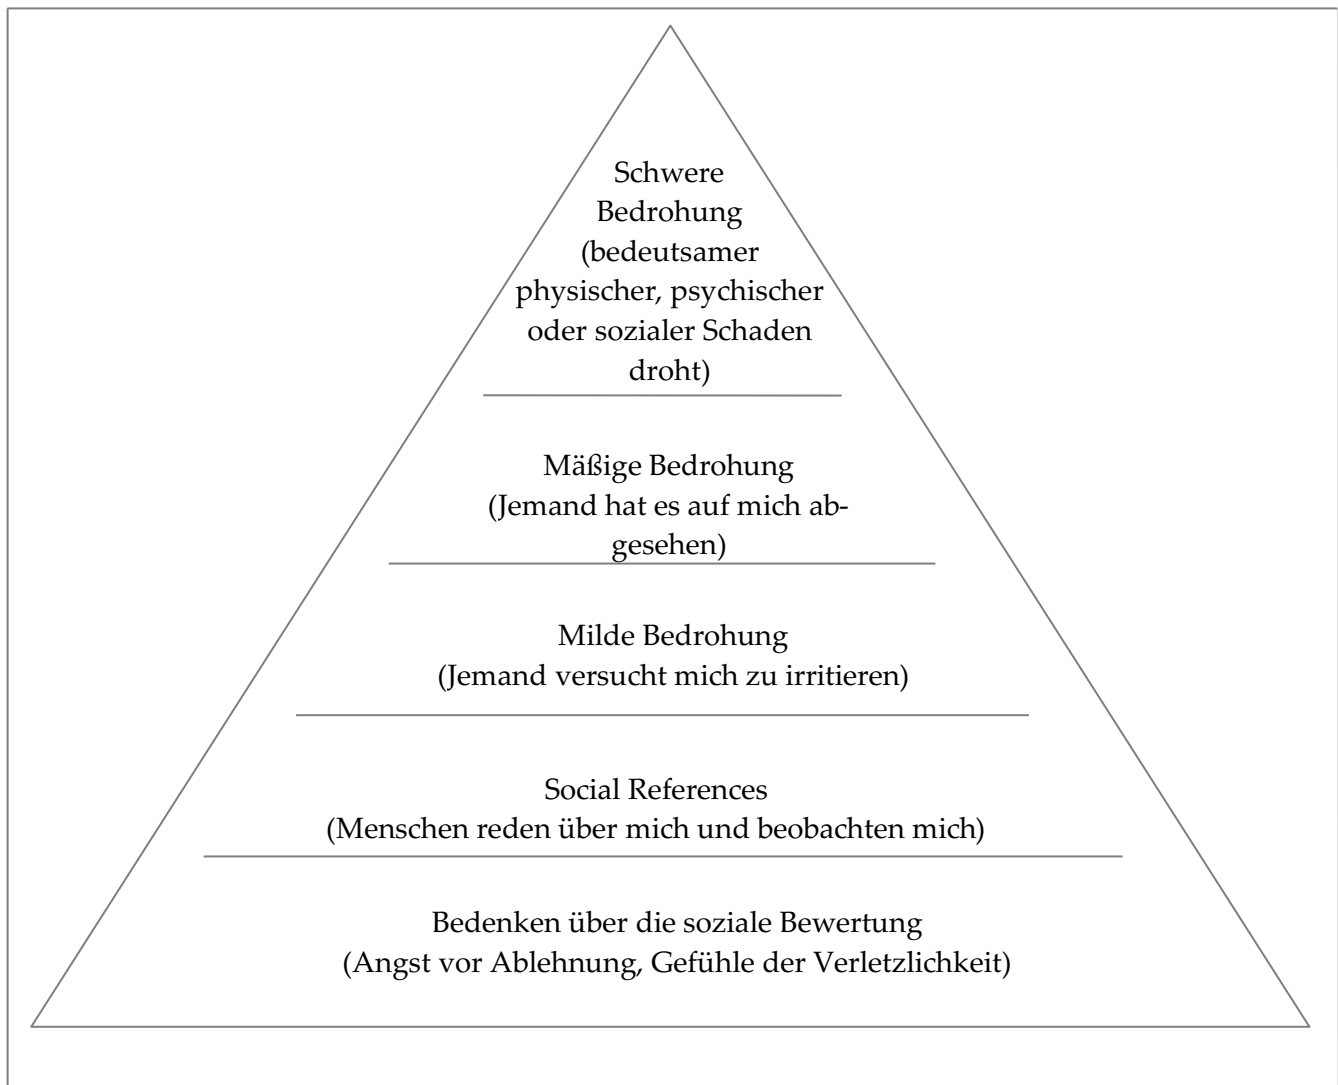 Schwere
Bedrohung
(bedeutsamer
physischer, psychischer
oder sozialer Schaden
droht)
Mäßige Bedrohung
(Jemand hat es auf mich ab-
gesehen)
Milde Bedrohung
(Jemand versucht mich zu irritieren)
Social References
(Menschen reden über mich und beobachten mich)
Bedenken über die soziale Bewertung
(Angst vor Ablehnung, Gefühle der Verletzlichkeit)